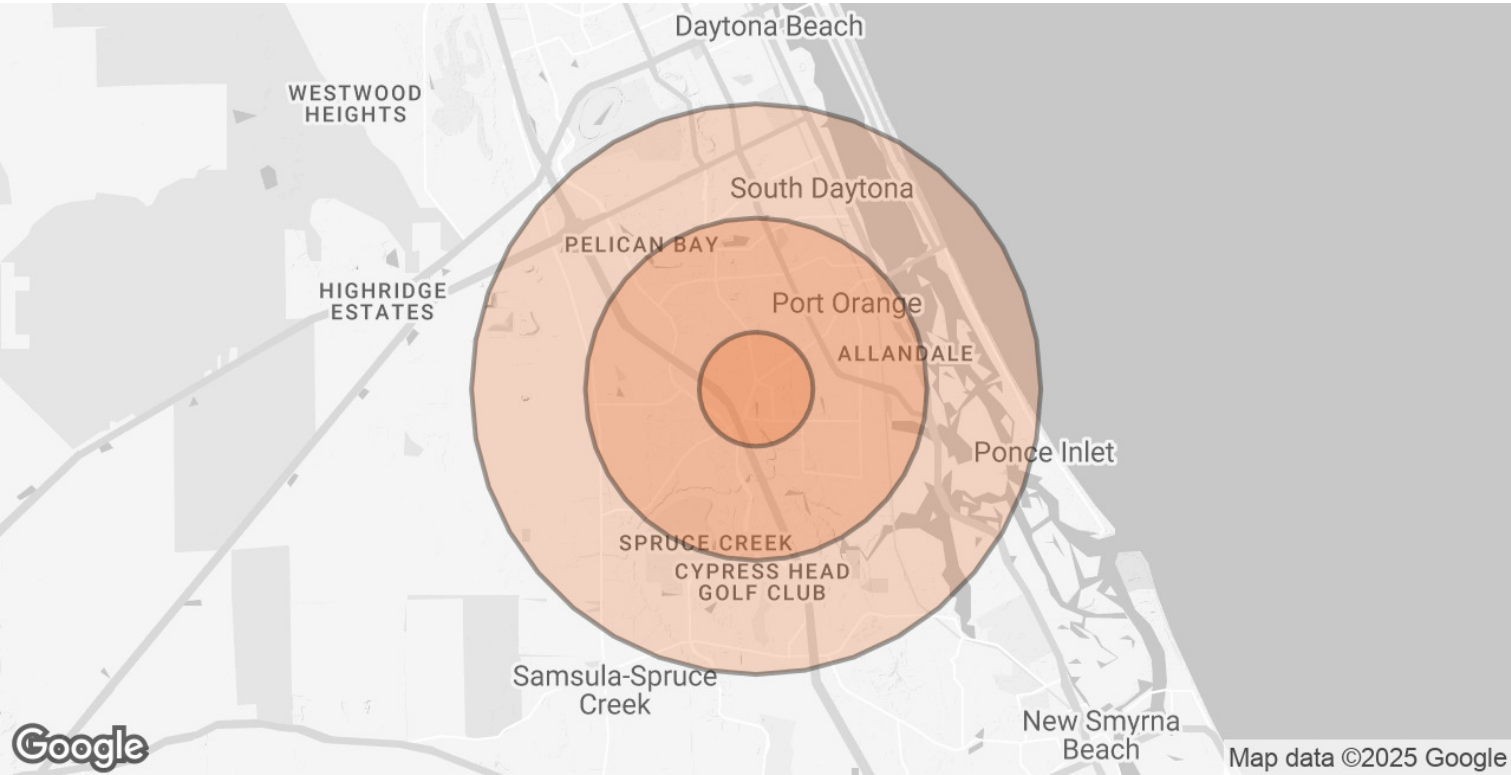 Daytona Beach
WESTWOOD
HEIGHTS
South Daytona
PELICAN BAY
HIGHRIDGE
ESTATES
Port Orange
ALLANDALE
Ponce Inlet
SPRUCE CREEK
CYPRESS HEAD
GOLF CLUB
Samsula-Spruce
Creek
New Smyrna
Beach
Google
Map data ©2025 Google